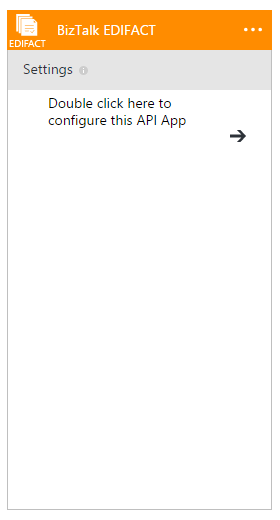 BizTalk EDIFACT
EDIFACT
Settings
Double click here to
configure this API App